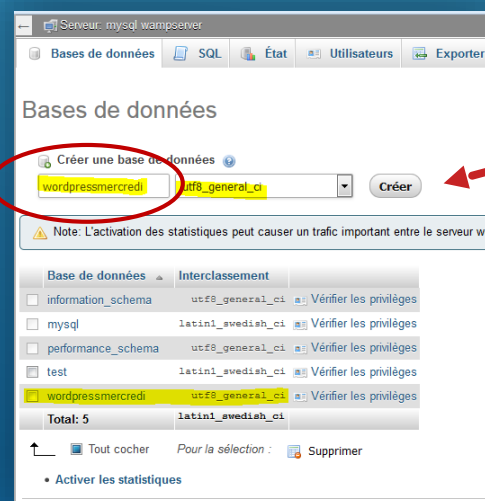 Serveur: mysql wampserver
Bases de données SQL État Utilisateurs Exporter
Bases de données
Créer une base de données
wordpressmercredi utf8_general_ci Créer
Note: L'activation des statistiques peut causer un trafic important entre le serveur w
Base de données Interclassement
information_schema utf8_general_ci Vérifier les privilèges
mysql latin1_swedish_ci Vérifier les privilèges
performance_schema utf8_general_ci Vérifier les privilèges
test latin1_swedish_ci Vérifier les privilèges
wordpressmercredi utf8_general_ci Vérifier les privilèges
Total: 5 latin1_swedish_ci
Tout cocher Pour la sélection : Supprimer
Activer les statistiques